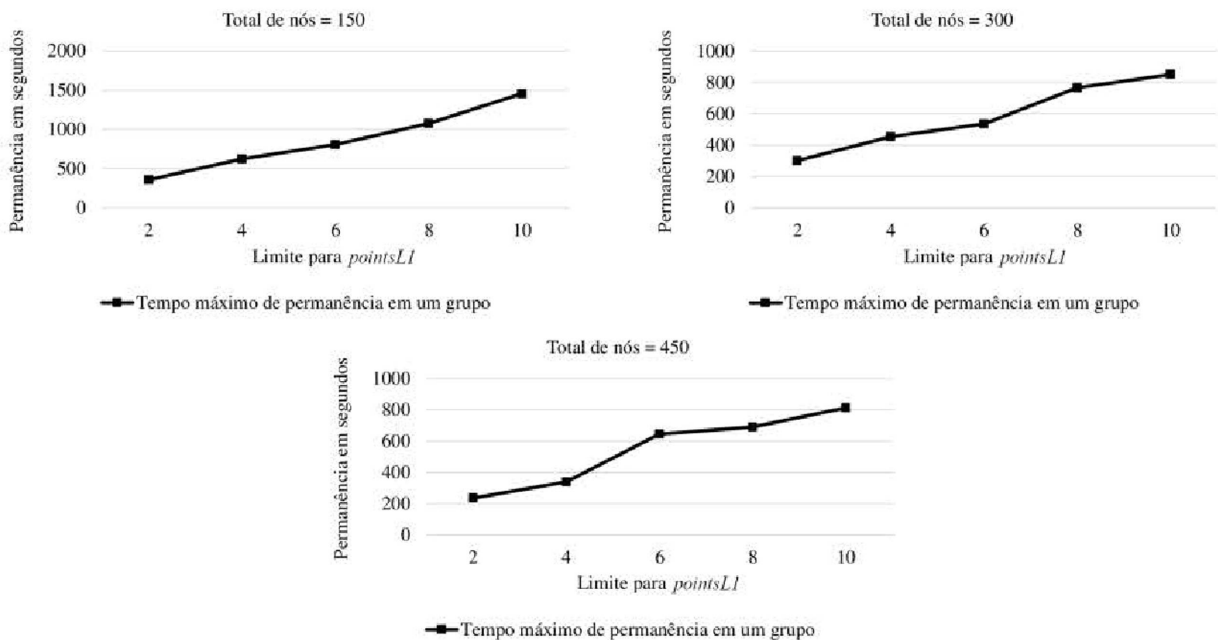 Total de nós = 150
Permanência em segundos
2000
1500
1000
500
0
2 4 6 8 10
Limite para pointsL1
Tempo máximo de permanência em um grupo
Total de nós = 300
Permanência em segundos
1000
800
600
400
200
0
2 4 6 8 10
Limite para pointsL1
Tempo máximo de permanência em um grupo
Total de nós = 450
Permanência em segundos
1000
800
600
400
200
0
2 4 6 8 10
Limite para pointsL1
Tempo máximo de permanência em um grupo